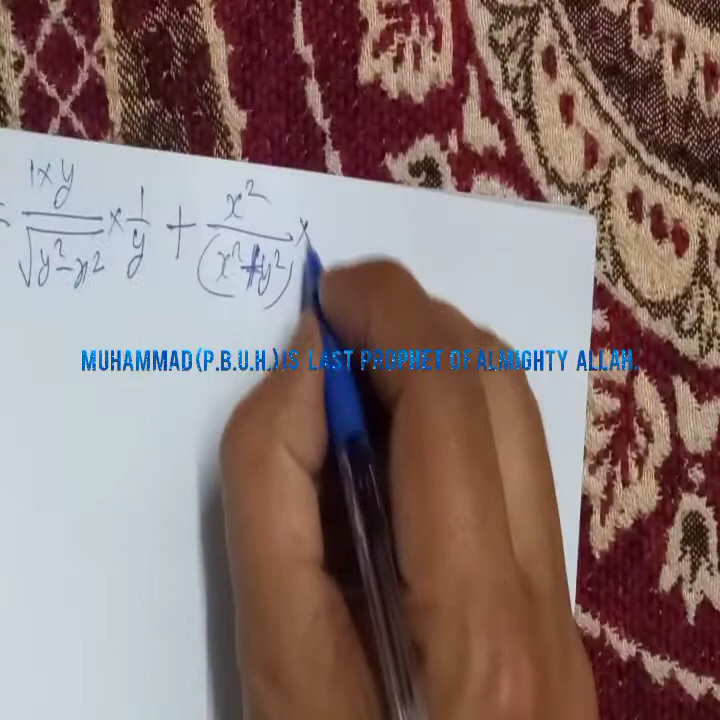 = 1×y/√(y²-x²) × 1/y + x²/(x²+y²) ×
MUHAMMAD(P.B.U.H.)IS LAST PROPHET OF ALMIGHTY ALLAH.